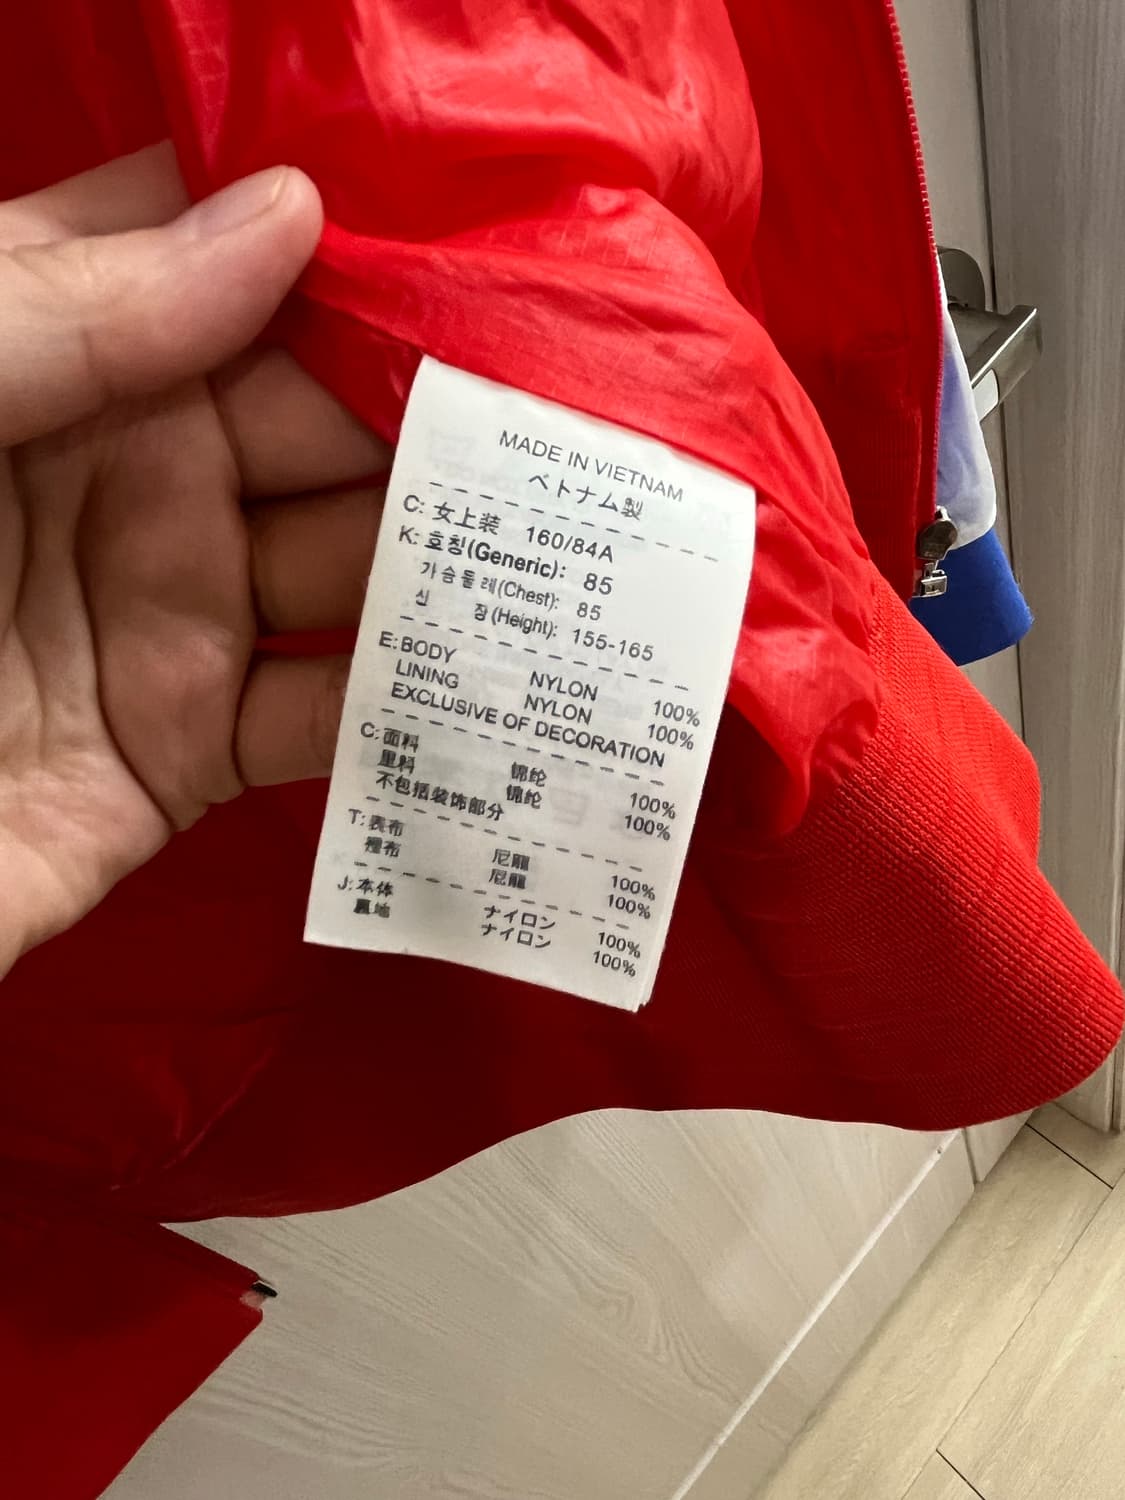 MADE IN VIETNAM
ベトナム製
C: 女上装 160/84A
K: 호칭(Generic): 85
가슴둘레(Chest): 85
신 장(Height): 155-165
E: BODY NYLON 100%
LINING NYLON 100%
EXCLUSIVE OF DECORATION
C: 面料 锦纶 100%
里料 锦纶 100%
不包括装饰部分
T: 表布 尼龍 100%
裡布 尼龍 100%
J: 本体 ナイロン 100%
裏地 ナイロン 100%